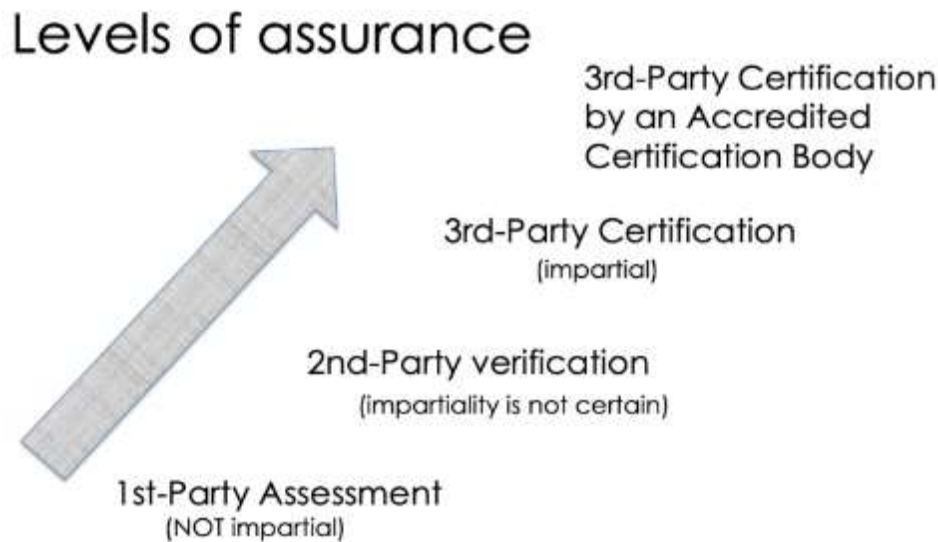 Levels of assurance
3rd-Party Certification
by an Accredited
Certification Body
3rd-Party Certification
(impartial)
2nd-Party verification
(impartiality is not certain)
1st-Party Assessment
(NOT impartial)